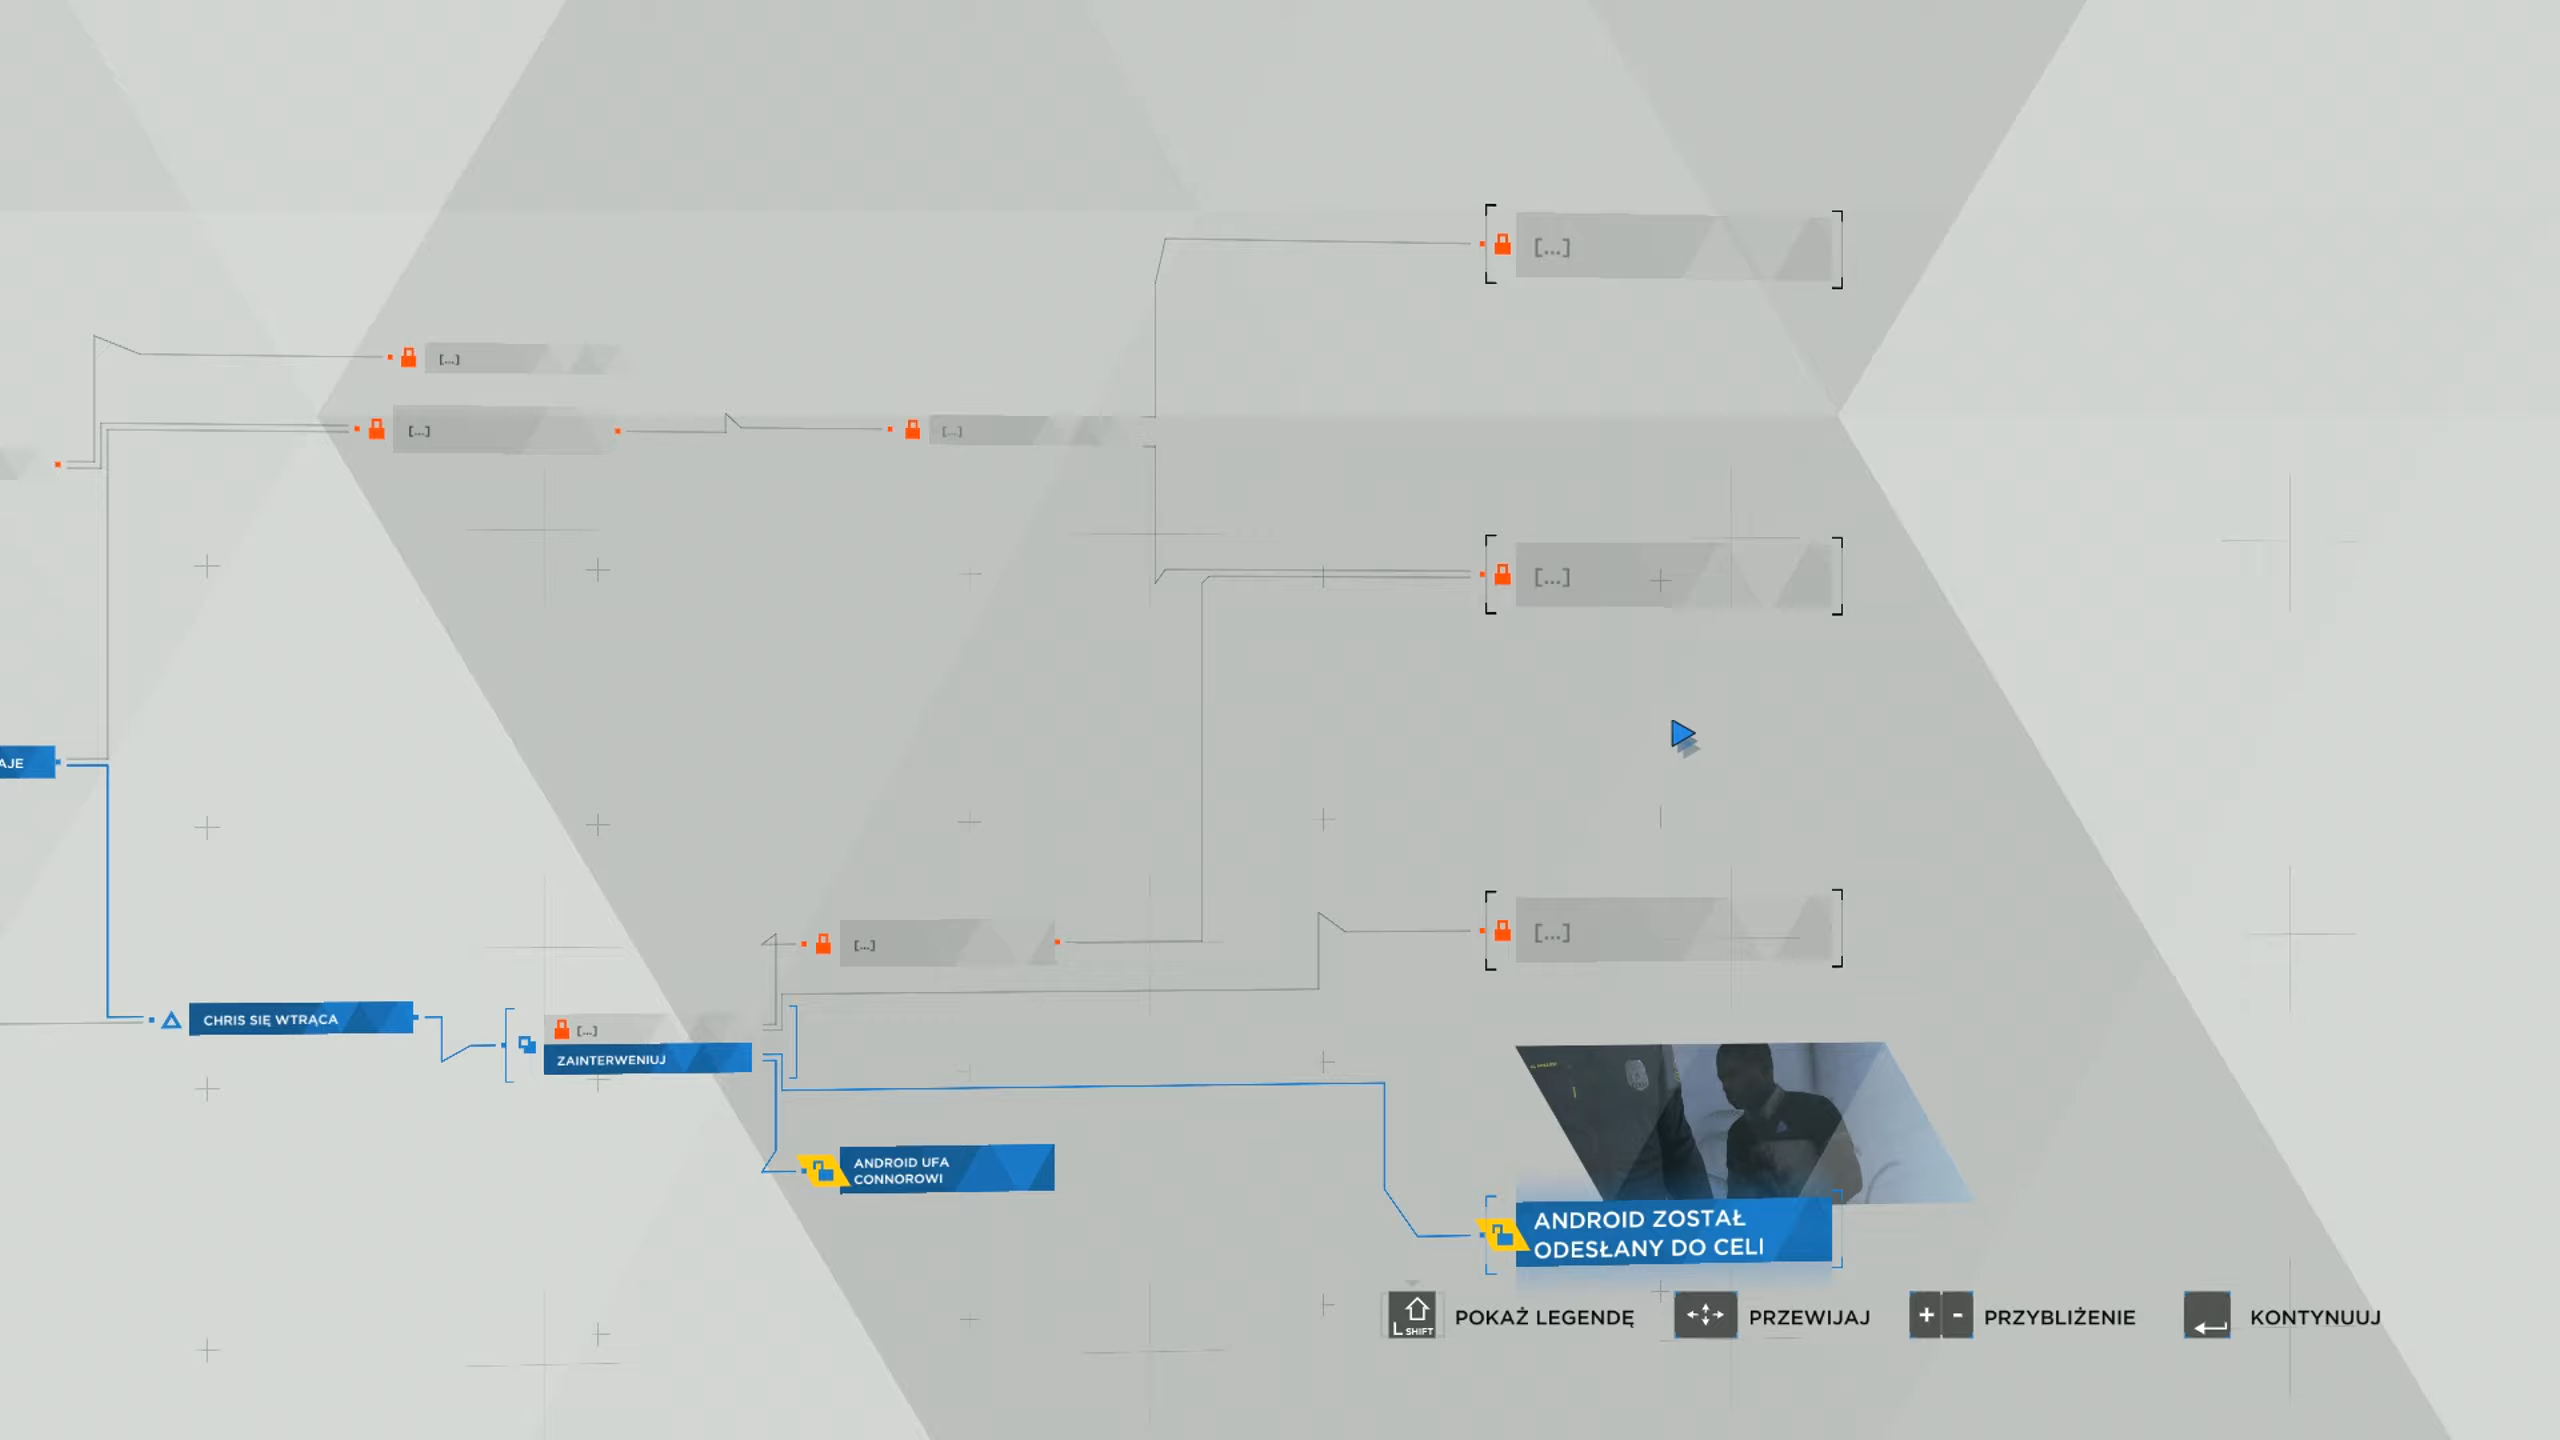 [...]
[...]
[...]
[...]
[...]
AJE
[...]
[...]
CHRIS SIĘ WTRĄCA
[...]
ZAINTERWENIUJ
ANDROID UFA
CONNOROWI
ANDROID ZOSTAŁ
ODESŁANY DO CELI
L SHIFT POKAŻ LEGENDĘ PRZEWIJAJ + - PRZYBLIŻENIE KONTYNUUJ